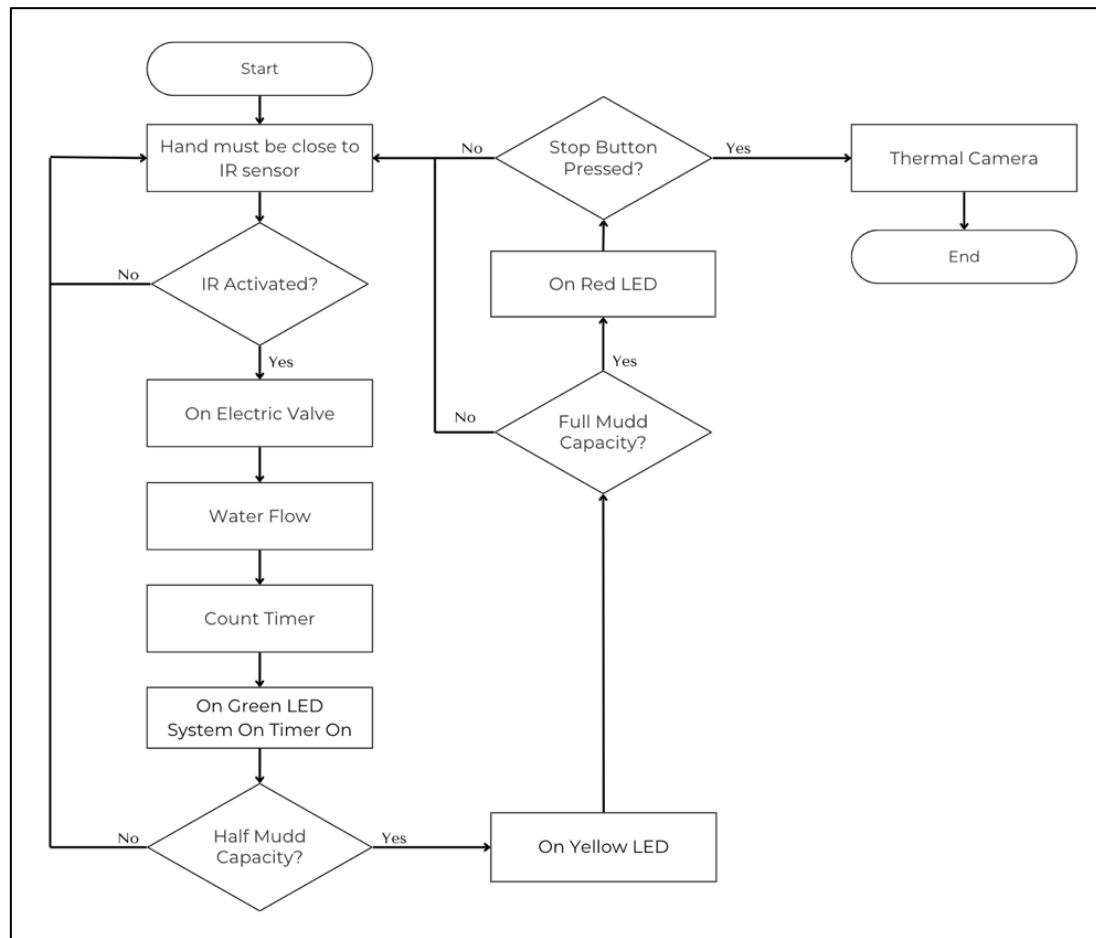 Start
Hand must be close to
IR sensor
No
IR Activated?
Yes
On Electric Valve
Water Flow
Count Timer
On Green LED
System On Timer On
No
Half Mudd
Capacity?
Yes
On Yellow LED
No
Full Mudd
Capacity?
Yes
On Red LED
No
Stop Button
Pressed?
Yes
Thermal Camera
End